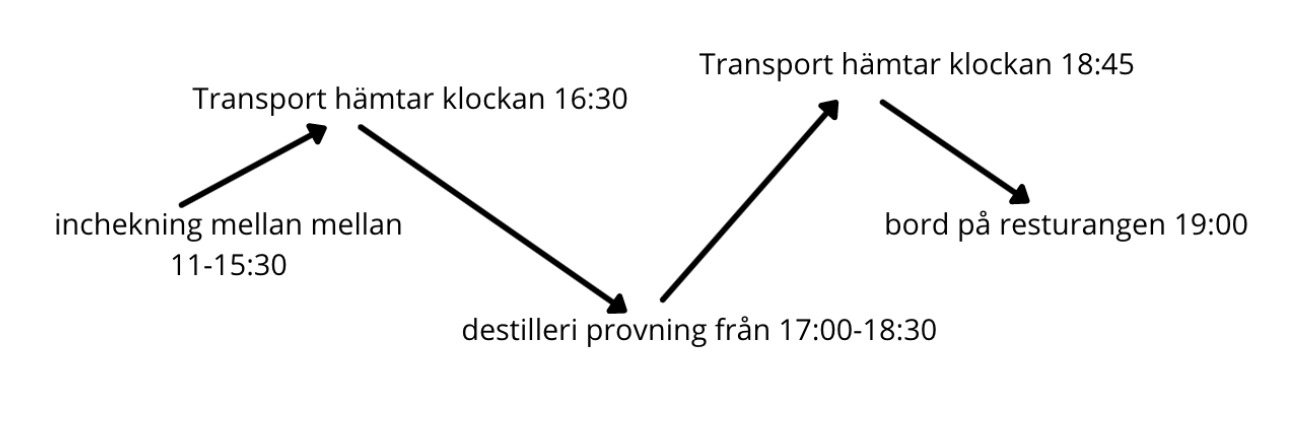 Transport hämtar klockan 18:45
Transport hämtar klockan 16:30
inchekning mellan mellan
11-15:30
bord på resturangen 19:00
destilleri provning från 17:00-18:30